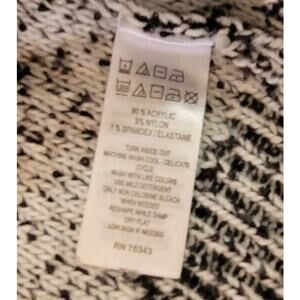 90 % ACRYLIC
9% NYLON
1 % SPANDEX / ELASTANE
TURN INSIDE OUT
MACHINE WASH COOL - DELICATE
CYCLE
WASH WITH LIKE COLORS
USE MILD DETERGENT
ONLY NON CHLORINE BLEACH
WHEN NEEDED
RESHAPE WHILE DAMP
DRY FLAT
LOW IRON IF NEEDED
RN 75343